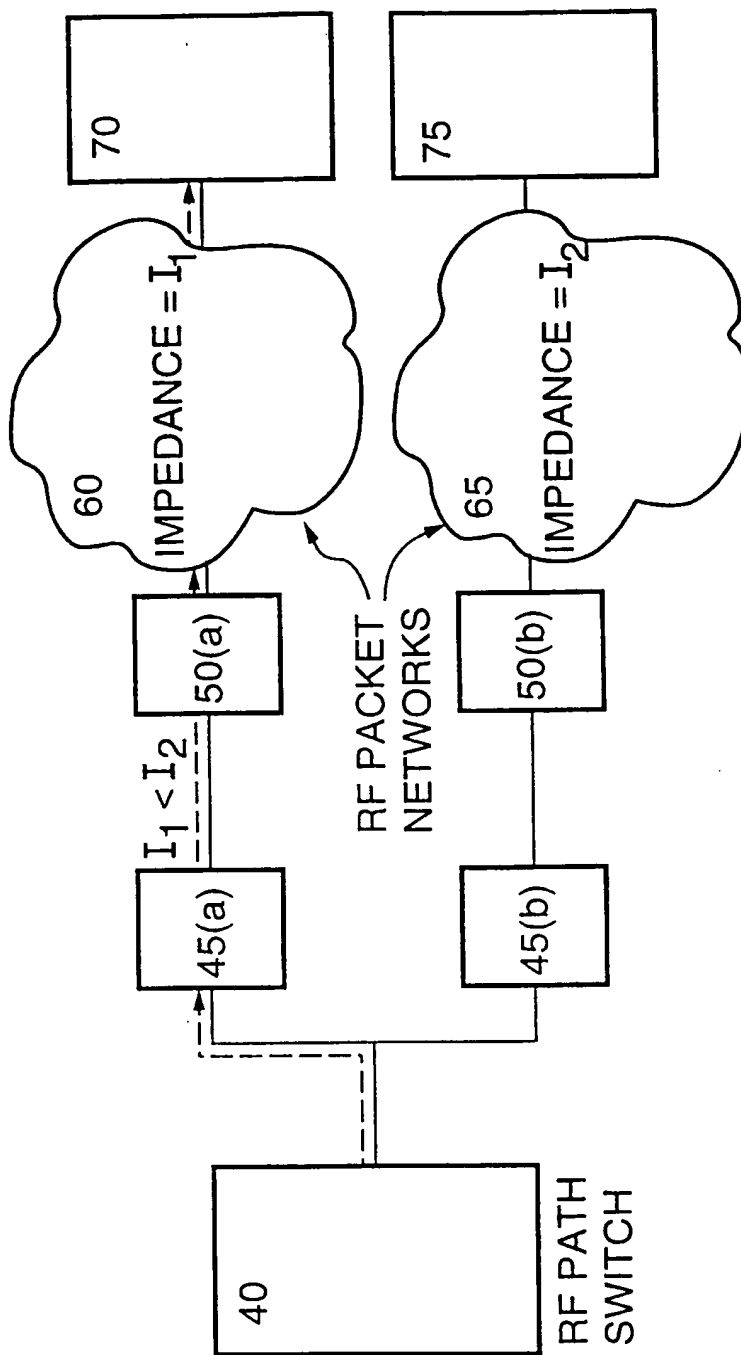 40
RF PATH
SWITCH
45(a)
I1 < I2
50(a)
60
IMPEDANCE = I1
70
RF PACKET
NETWORKS
45(b)
50(b)
65
IMPEDANCE = I2
75